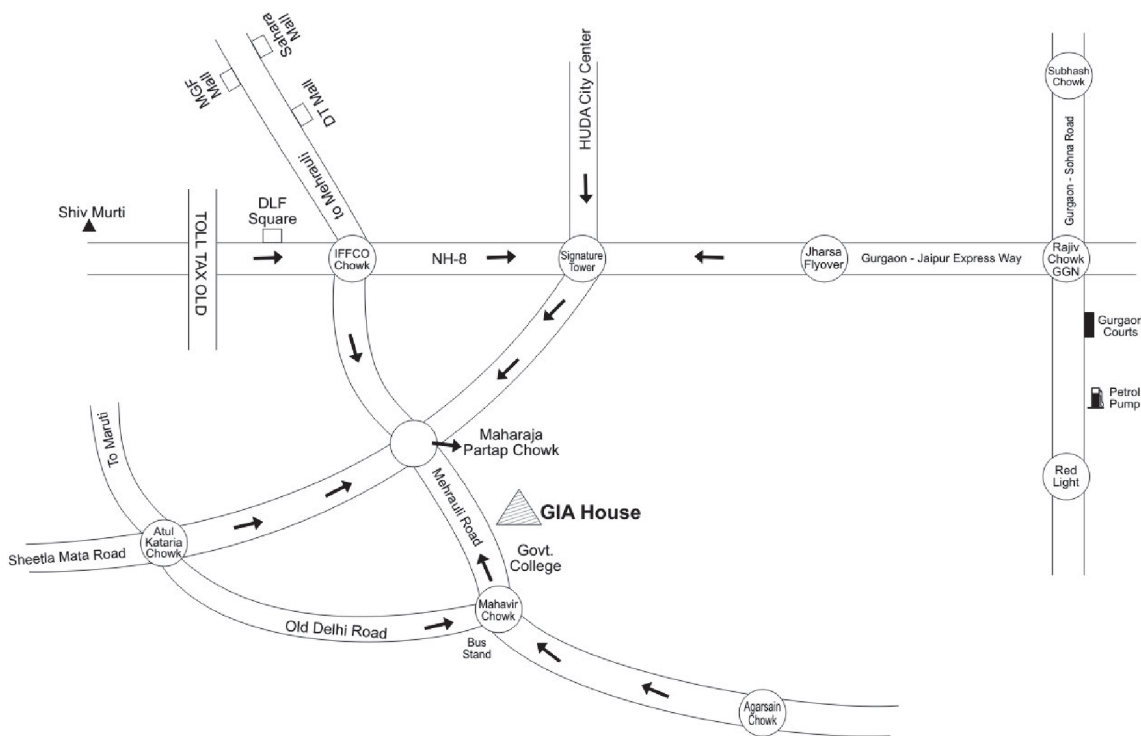 Sahara
Mall
MGF
Mall
DT Mall
to Mehrauli
HUDA City Center
Subhash
Chowk
Gurgaon - Sohna Road
Shiv Murti
TOLL TAX OLD
DLF
Square
IFFCO
Chowk
NH-8
Signature
Tower
Jharsa
Flyover
Gurgaon - Jaipur Express Way
Rajiv
Chowk
GGN
Gurgaon
Courts
Petrol
Pump
Red
Light
To Maruti
Maharaja
Partap Chowk
Mehrauli Road
GIA House
Govt.
College
Atul
Kataria
Chowk
Sheetla Mata Road
Old Delhi Road
Mahavir
Chowk
Bus
Stand
Agarsain
Chowk